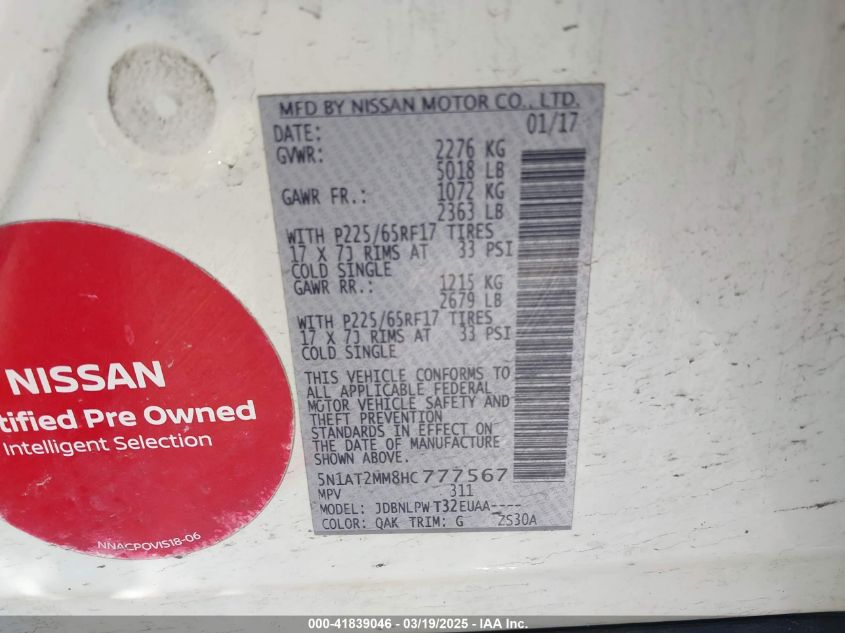 MFD BY NISSAN MOTOR CO., LTD.
DATE: 01/17
GVWR: 2276 KG
5018 LB
GAWR FR.: 1072 KG
2363 LB
WITH P225/65RF17 TIRES
17 X 7J RIMS AT 33 PSI
COLD SINGLE
GAWR RR.: 1215 KG
2679 LB
WITH P225/65RF17 TIRES
17 X 7J RIMS AT 33 PSI
COLD SINGLE
THIS VEHICLE CONFORMS TO
ALL APPLICABLE FEDERAL
MOTOR VEHICLE SAFETY AND
THEFT PREVENTION
STANDARDS IN EFFECT ON
THE DATE OF MANUFACTURE
SHOWN ABOVE.
5N1AT2MM8HC777567
MPV 311
MODEL: JDBNLPW T32EUAA----
COLOR: QAK TRIM: G ZS30A
NISSAN
tified Pre Owned
Intelligent Selection
NNACPOVIS18-06
000-41839046 - 03/19/2025 - IAA Inc.